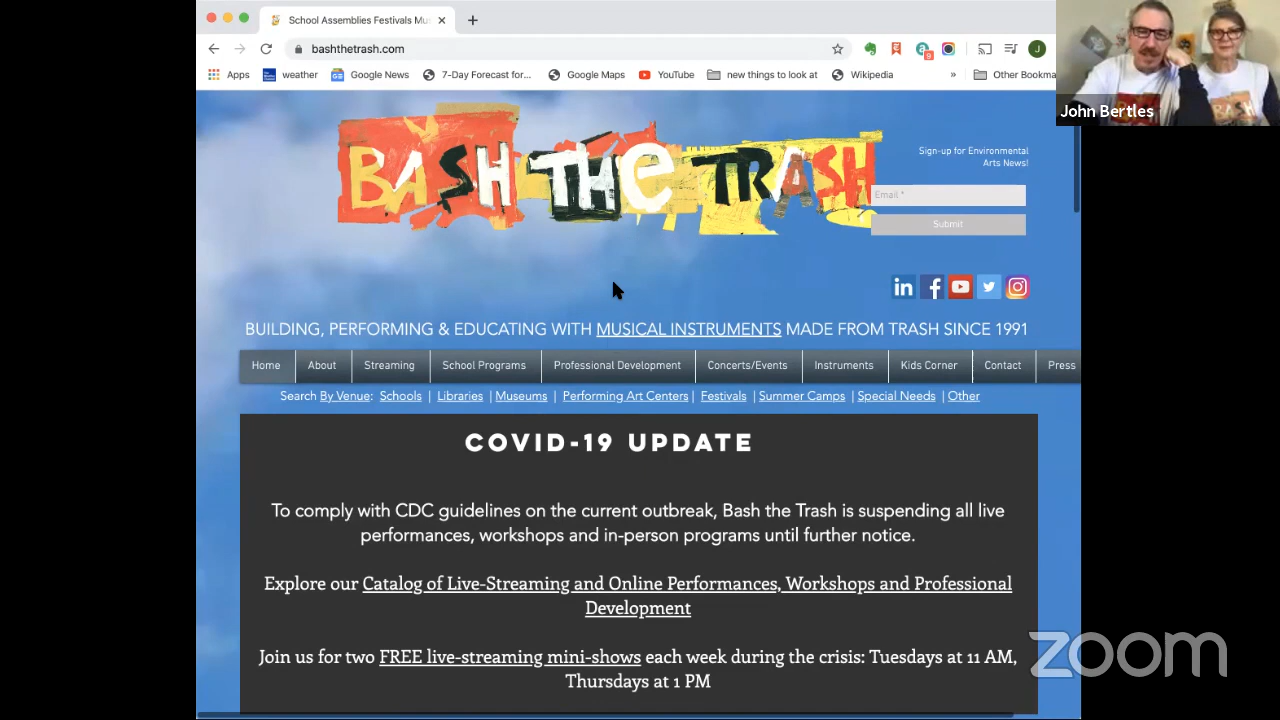 School Assemblies Festivals Mu
bashthetrash.com
9
J
Apps
weather
Google News
7-Day Forecast for...
Google Maps
YouTube
new things to look at
Wikipedia
»
Other Bookma
John Bertles
BASH THE TRASH
Sign-up for Environmental
Arts News!
Email *
Submit
BUILDING, PERFORMING & EDUCATING WITH MUSICAL INSTRUMENTS MADE FROM TRASH SINCE 1991
Home About Streaming School Programs Professional Development Concerts/Events Instruments Kids Corner Contact Press
Search By Venue: Schools | Libraries | Museums | Performing Art Centers | Festivals | Summer Camps | Special Needs | Other
COVID-19 UPDATE
To comply with CDC guidelines on the current outbreak, Bash the Trash is suspending all live
performances, workshops and in-person programs until further notice.
Explore our Catalog of Live-Streaming and Online Performances, Workshops and Professional
Development
Join us for two FREE live-streaming mini-shows each week during the crisis: Tuesdays at 11 AM,
Thursdays at 1 PM
zoom